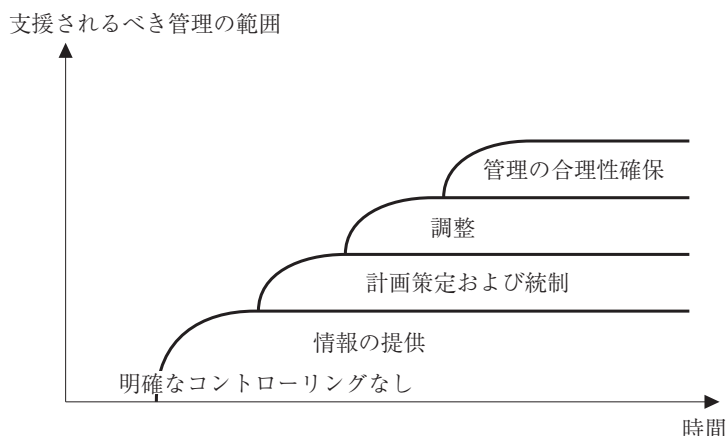 支援されるべき管理の範囲
管理の合理性確保
調整
計画策定および統制
情報の提供
明確なコントローリングなし
時間